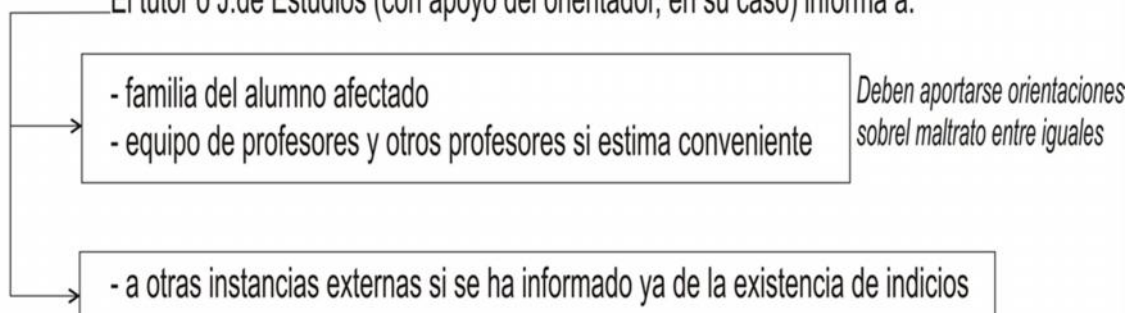 El tutor o J.de Estudios (con apoyo del orientador, en su caso) informa a:
- familia del alumno afectado
- equipo de profesores y otros profesores si estima conveniente
Deben aportarse orientaciones
sobrel maltrato entre iguales
- a otras instancias externas si se ha informado ya de la existencia de indicios